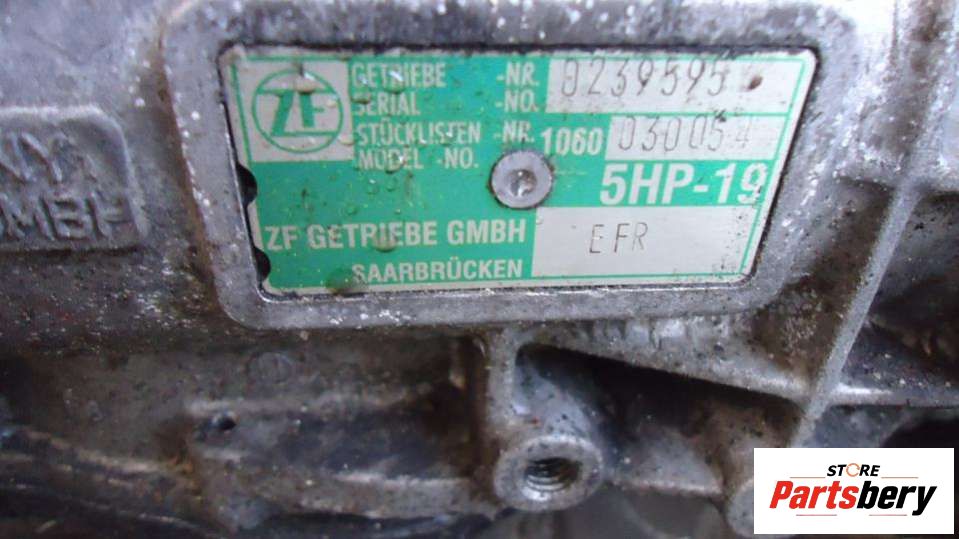 ZF
GETRIEBE -NR. 0239595
SERIAL -NO.
STÜCKLISTEN -NR. 1060 030054
MODEL -NO.
5HP-19
ZF GETRIEBE GMBH
EFR
SAARBRÜCKEN
STORE
Partsbery